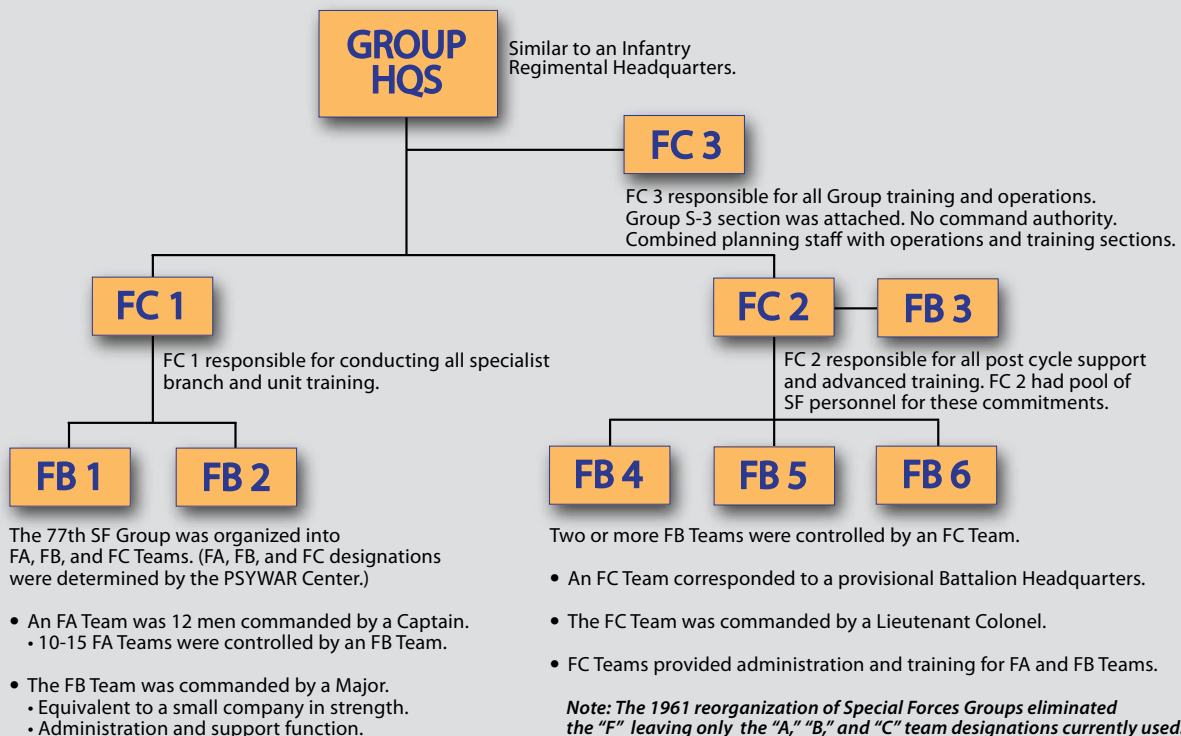 GROUP
HQS
Similar to an Infantry
Regimental Headquarters.
FC 3
FC 3 responsible for all Group training and operations.
Group S-3 section was attached. No command authority.
Combined planning staff with operations and training sections.
FC 1
FC 1 responsible for conducting all specialist
branch and unit training.
FC 2
FB 3
FC 2 responsible for all post cycle support
and advanced training. FC 2 had pool of
SF personnel for these commitments.
FB 1
FB 2
FB 4
FB 5
FB 6
The 77th SF Group was organized into
FA, FB, and FC Teams. (FA, FB, and FC designations
were determined by the PSYWAR Center.)
• An FA Team was 12 men commanded by a Captain.
• 10-15 FA Teams were controlled by an FB Team.
• The FB Team was commanded by a Major.
• Equivalent to a small company in strength.
• Administration and support function.
Two or more FB Teams were controlled by an FC Team.
• An FC Team corresponded to a provisional Battalion Headquarters.
• The FC Team was commanded by a Lieutenant Colonel.
• FC Teams provided administration and training for FA and FB Teams.
Note: The 1961 reorganization of Special Forces Groups eliminated
the "F" leaving only the "A," "B," and "C" team designations currently used.